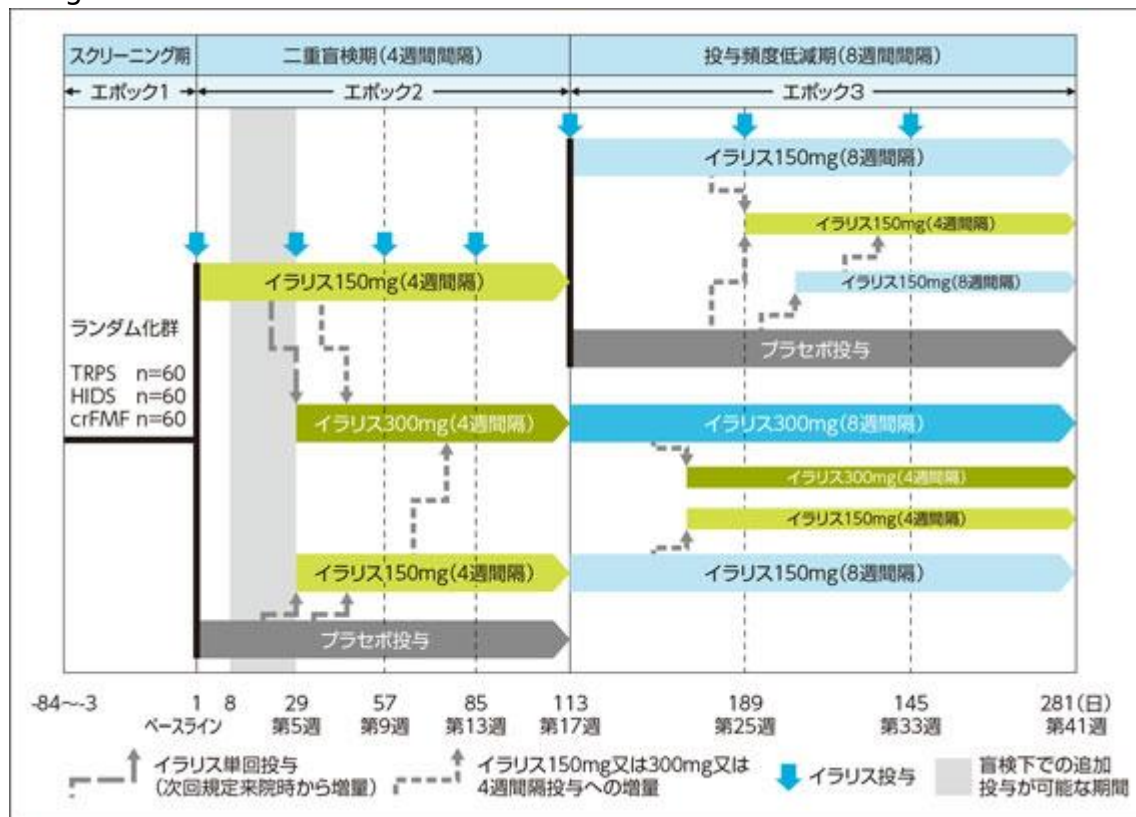 スクリーニング期
二重盲検期(4週間間隔)
投与頻度低減期(8週間間隔)
エポック1
エポック2
エポック3
イラリス150mg(8週間隔)
イラリス150mg(4週間隔)
イラリス150mg(4週間隔)
イラリス150mg(8週間隔)
ランダム化群
プラセボ投与
TRPS n=60
HIDS n=60
crFMF n=60
イラリス300mg(4週間隔)
イラリス300mg(8週間隔)
イラリス300mg(4週間隔)
イラリス150mg(4週間隔)
イラリス150mg(4週間隔)
イラリス150mg(8週間隔)
プラセボ投与
-84～-3 1 8 29 57 85 113 189 145 281(日)
ベースライン 第5週 第9週 第13週 第17週 第25週 第33週 第41週
イラリス単回投与
(次回規定来院時から増量)
イラリス150mg又は300mg又は
4週間隔投与への増量
イラリス投与
盲検下での追加
投与が可能な期間